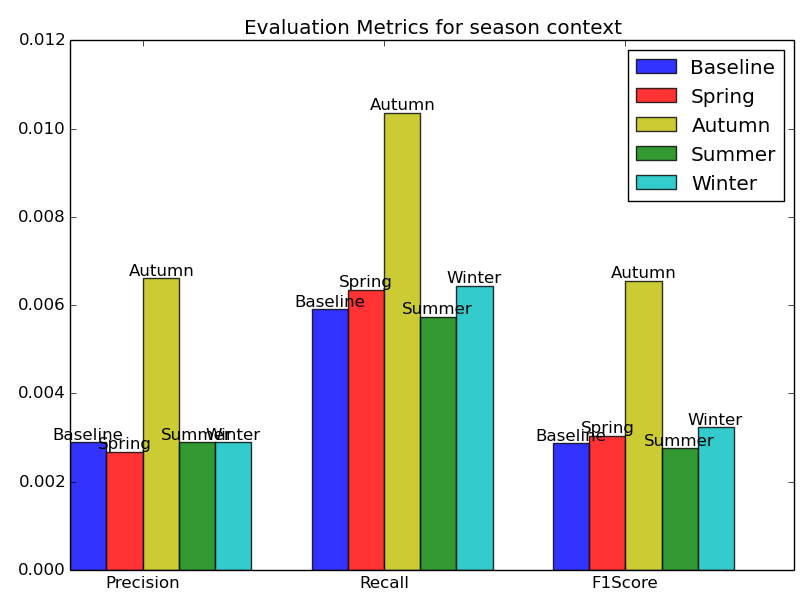 Evaluation Metrics for season context
0.012
0.010
0.008
0.006
0.004
0.002
0.000
Baseline
Spring
Autumn
Summer
Winter
Baseline
Spring
Autumn
Summer
Winter
Baseline
Spring
Autumn
Summer
Winter
Baseline
Spring
Autumn
Summer
Winter
Precision
Recall
F1Score